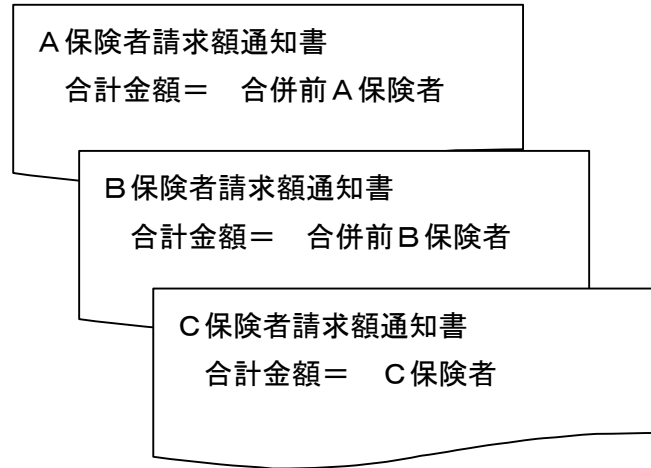 A保険者請求額通知書
合計金額＝　合併前A保険者
B保険者請求額通知書
合計金額＝　合併前B保険者
C保険者請求額通知書
合計金額＝　C保険者